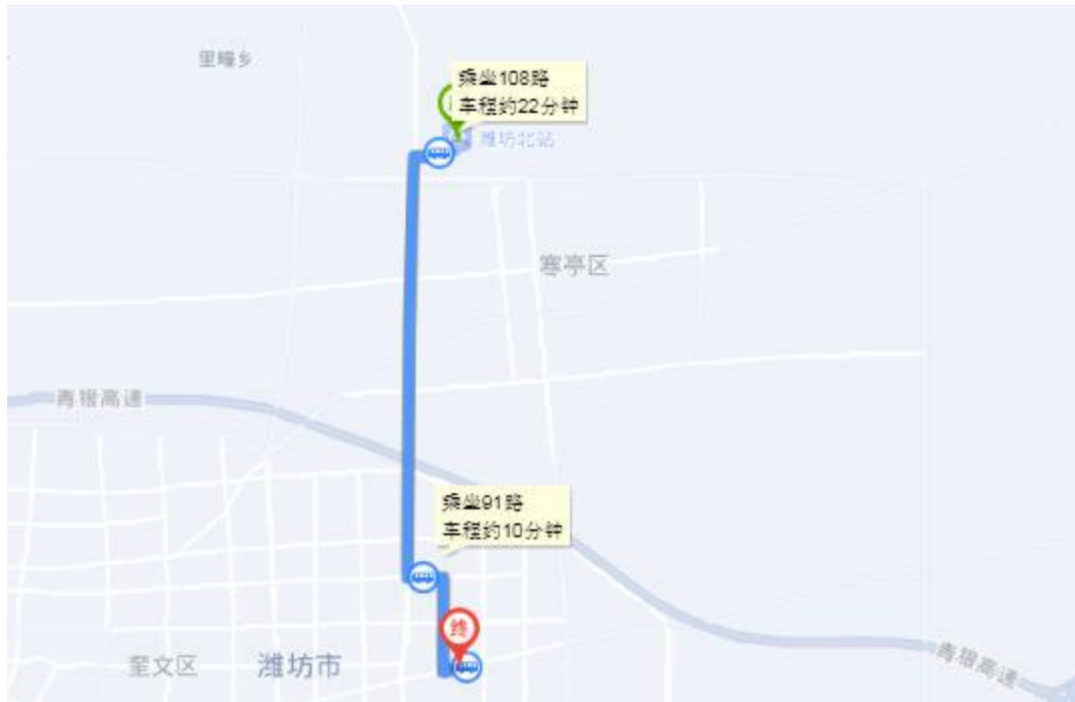 里疃乡
乘坐108路
车程约22分钟
潍坊北站
寒亭区
青银高速
乘坐91路
车程约10分钟
终
奎文区
潍坊市
青银高速